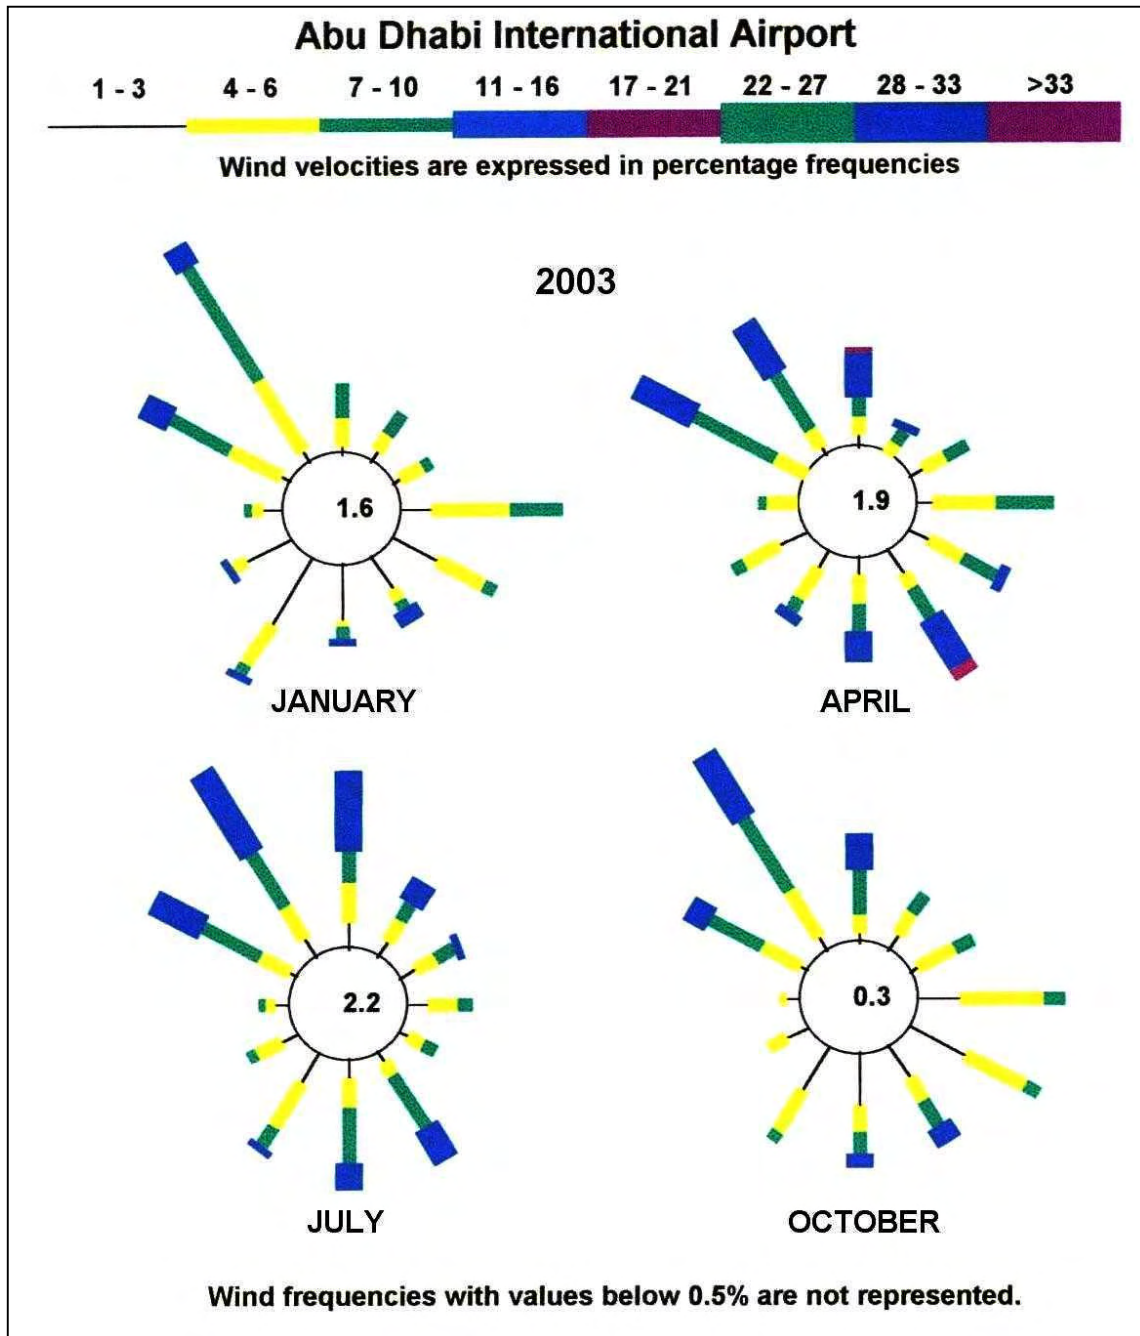 Abu Dhabi International Airport
1 - 3 4 - 6 7 - 10 11 - 16 17 - 21 22 - 27 28 - 33 >33
Wind velocities are expressed in percentage frequencies
2003
1.6 1.9
JANUARY APRIL
2.2 0.3
JULY OCTOBER
Wind frequencies with values below 0.5% are not represented.